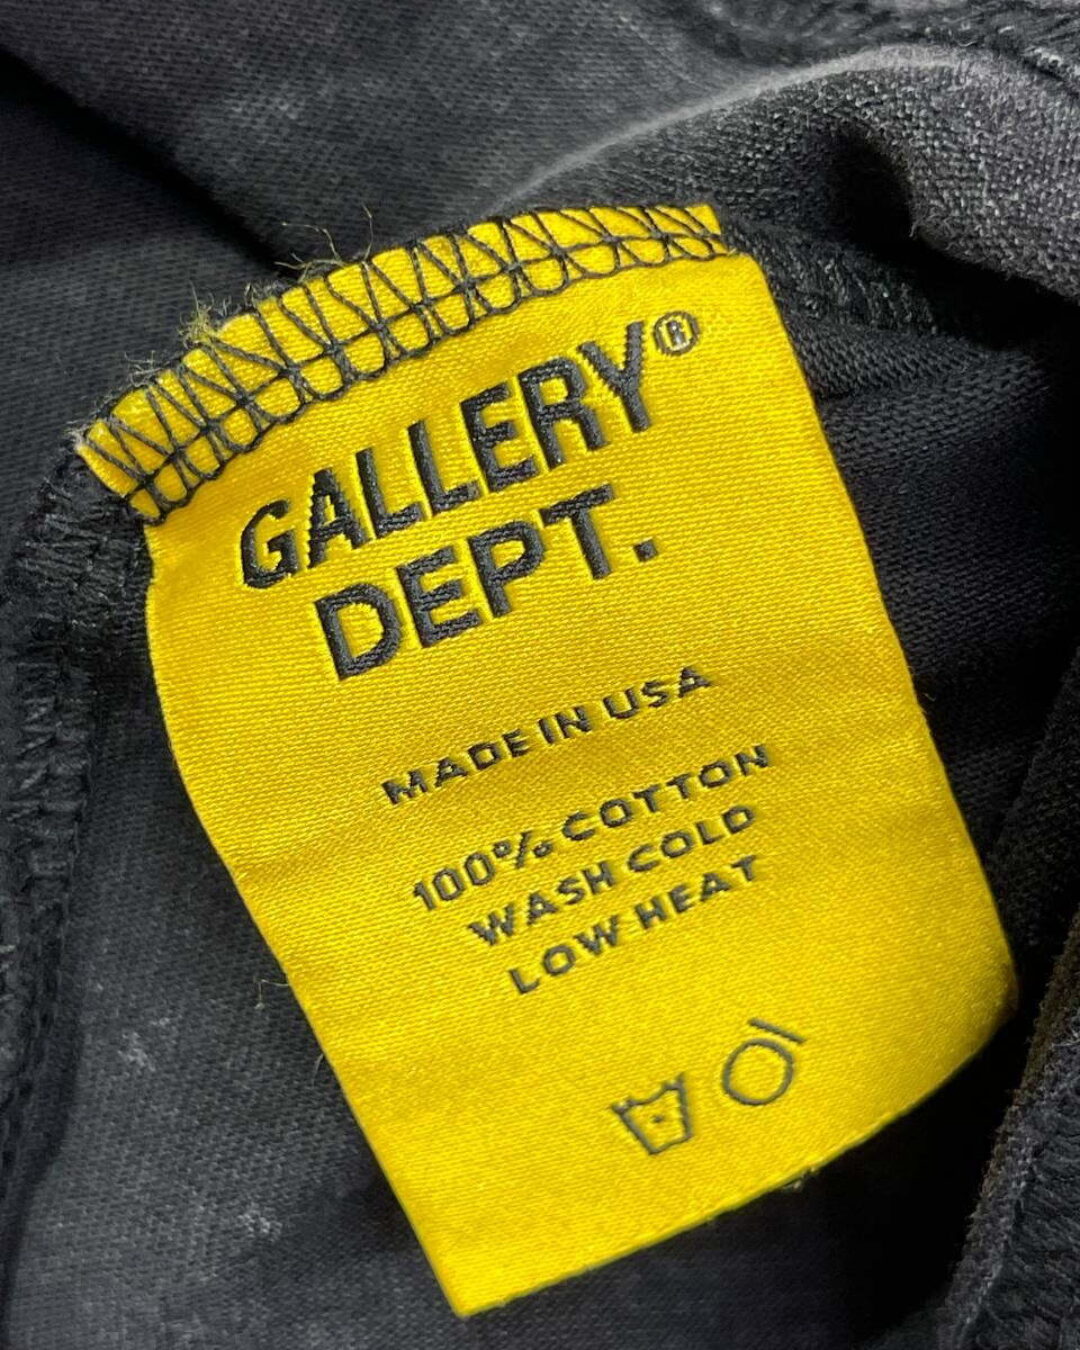 GALLERY®
DEPT.
MADE IN USA
100% COTTON
WASH COLD
LOW HEAT